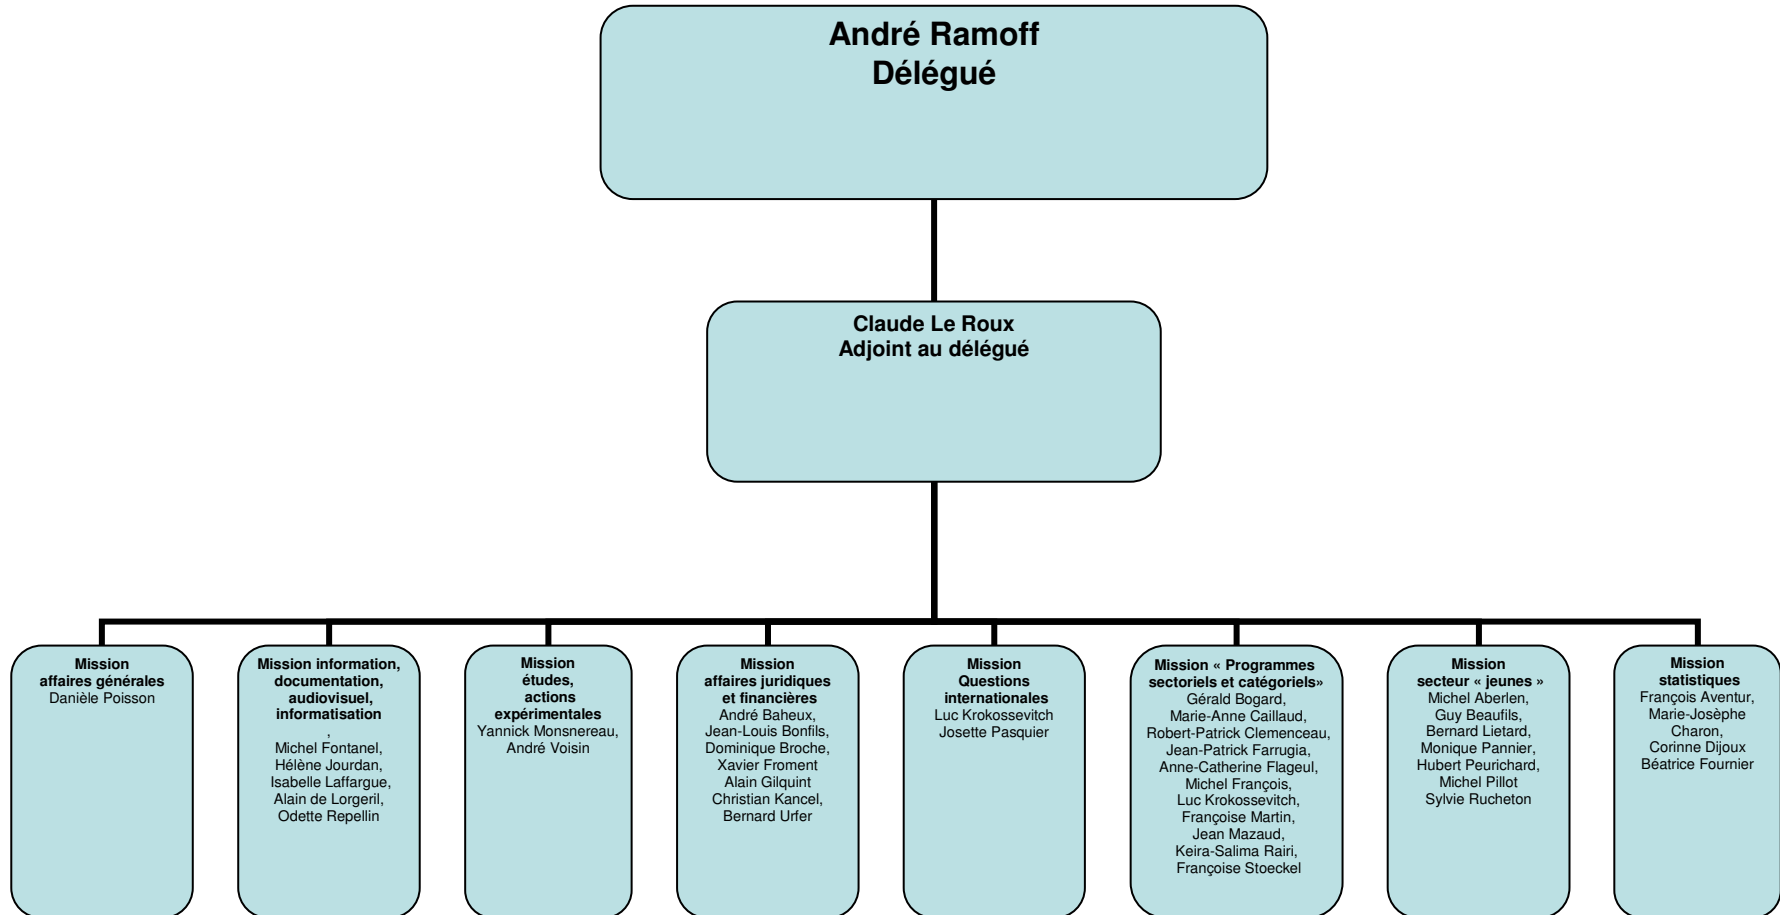 André Ramoff
Délégué
Claude Le Roux
Adjoint au délégué
Mission
affaires générales
Danièle Poisson
Mission information,
documentation,
audiovisuel,
informatisation
,
Michel Fontanel,
Hélène Jourdan,
Isabelle Laffargue,
Alain de Lorgeril,
Odette Repellin
Mission
études,
actions
expérimentales
Yannick Monsnereau,
André Voisin
Mission
affaires juridiques
et financières
André Baheux,
Jean-Louis Bonfils,
Dominique Broche,
Xavier Froment
Alain Gilquint
Christian Kancel,
Bernard Urfer
Mission
Questions
internationales
Luc Krokossevitch
Josette Pasquier
Mission « Programmes
sectoriels et catégoriels»
Gérald Bogard,
Marie-Anne Caillaud,
Robert-Patrick Clemenceau,
Jean-Patrick Farrugia,
Anne-Catherine Flageul,
Michel François,
Luc Krokossevitch,
Françoise Martin,
Jean Mazaud,
Keira-Salima Rairi,
Françoise Stoeckel
Mission
secteur « jeunes »
Michel Aberlen,
Guy Beaufils,
Bernard Lietard,
Monique Pannier,
Hubert Peurichard,
Michel Pillot
Sylvie Rucheton
Mission
statistiques
François Aventur,
Marie-Josèphe
Charon,
Corinne Dijoux
Béatrice Fournier